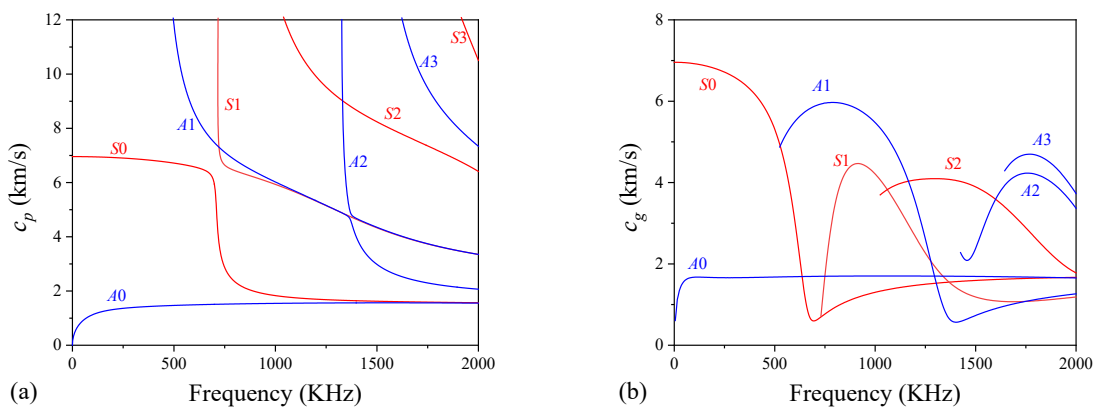 12
10
8
6
4
2
0
c_p (km/s)
S0
A0
A1
S1
A2
S2
A3
S3
0 500 1000 1500 2000
Frequency (KHz)
(a)
8
6
4
2
0
c_g (km/s)
S0
A0
A1
S1
S2
A3
A2
0 500 1000 1500 2000
Frequency (KHz)
(b)